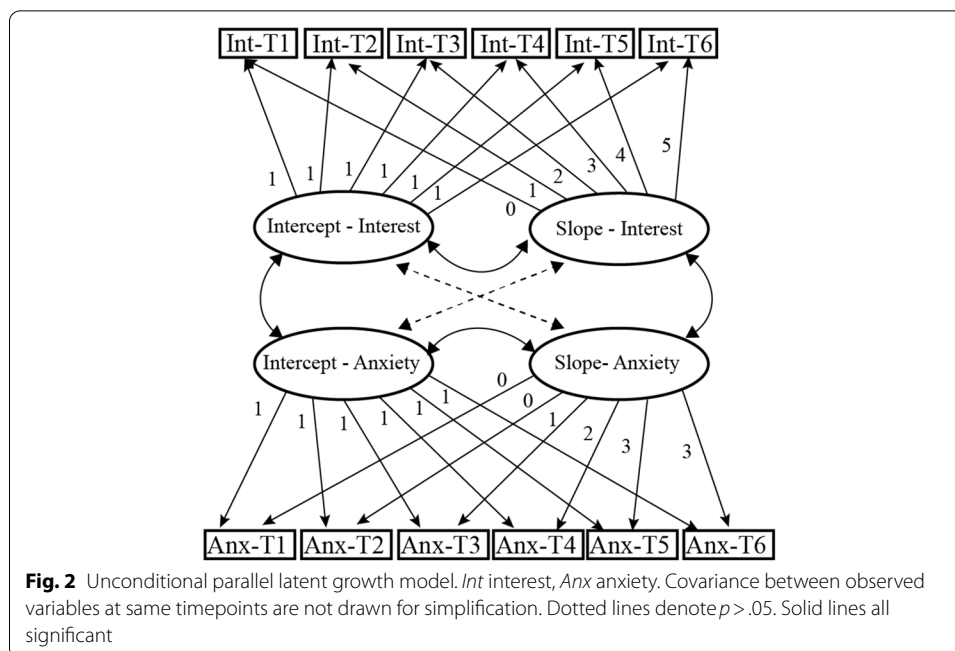 Int-T1 Int-T2 Int-T3 Int-T4 Int-T5 Int-T6
1 1 1 1 1 1 0 1 2 3 4 5
Intercept - Interest Slope - Interest
Intercept - Anxiety Slope- Anxiety
1 1 1 1 1 1 0 0 1 2 3 3
Anx-T1 Anx-T2 Anx-T3 Anx-T4 Anx-T5 Anx-T6
Fig. 2 Unconditional parallel latent growth model. Int interest, Anx anxiety. Covariance between observed
variables at same timepoints are not drawn for simplification. Dotted lines denote p > .05. Solid lines all
significant